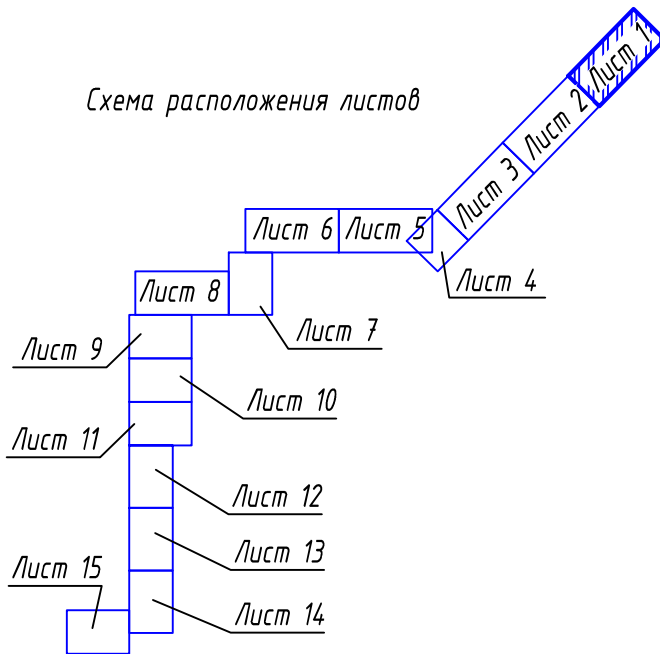 Схема расположения листов
Лист 1
Лист 2
Лист 3
Лист 4
Лист 5
Лист 6
Лист 7
Лист 8
Лист 9
Лист 10
Лист 11
Лист 12
Лист 13
Лист 14
Лист 15